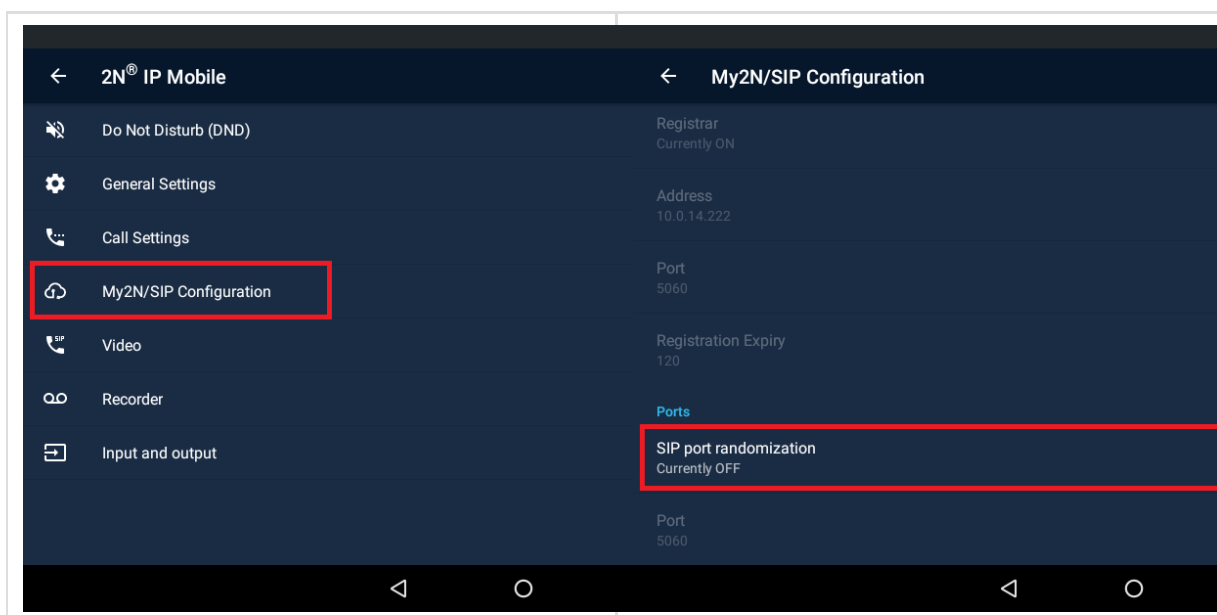 2N® IP Mobile
Do Not Disturb (DND)
General Settings
Call Settings
My2N/SIP Configuration
SIP
Video
Recorder
Input and output
My2N/SIP Configuration
Registrar
Currently ON
Address
10.0.14.222
Port
5060
Registration Expiry
120
Ports
SIP port randomization
Currently OFF
Port
5060